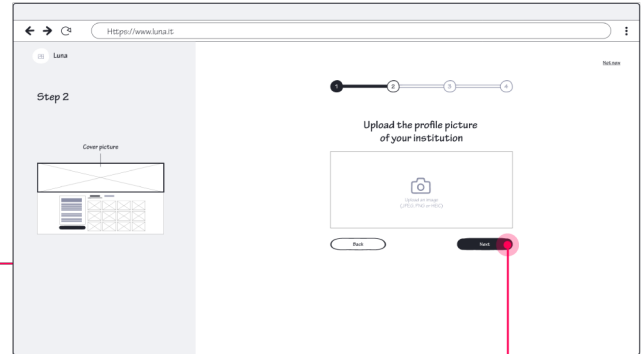 Https://www.luna.it
Luna
Not now
Step 2
1 2 3 4
Upload the profile picture
of your institution
Cover picture
Upload an image
(JPEG, PNG or HEIC)
Back
Next